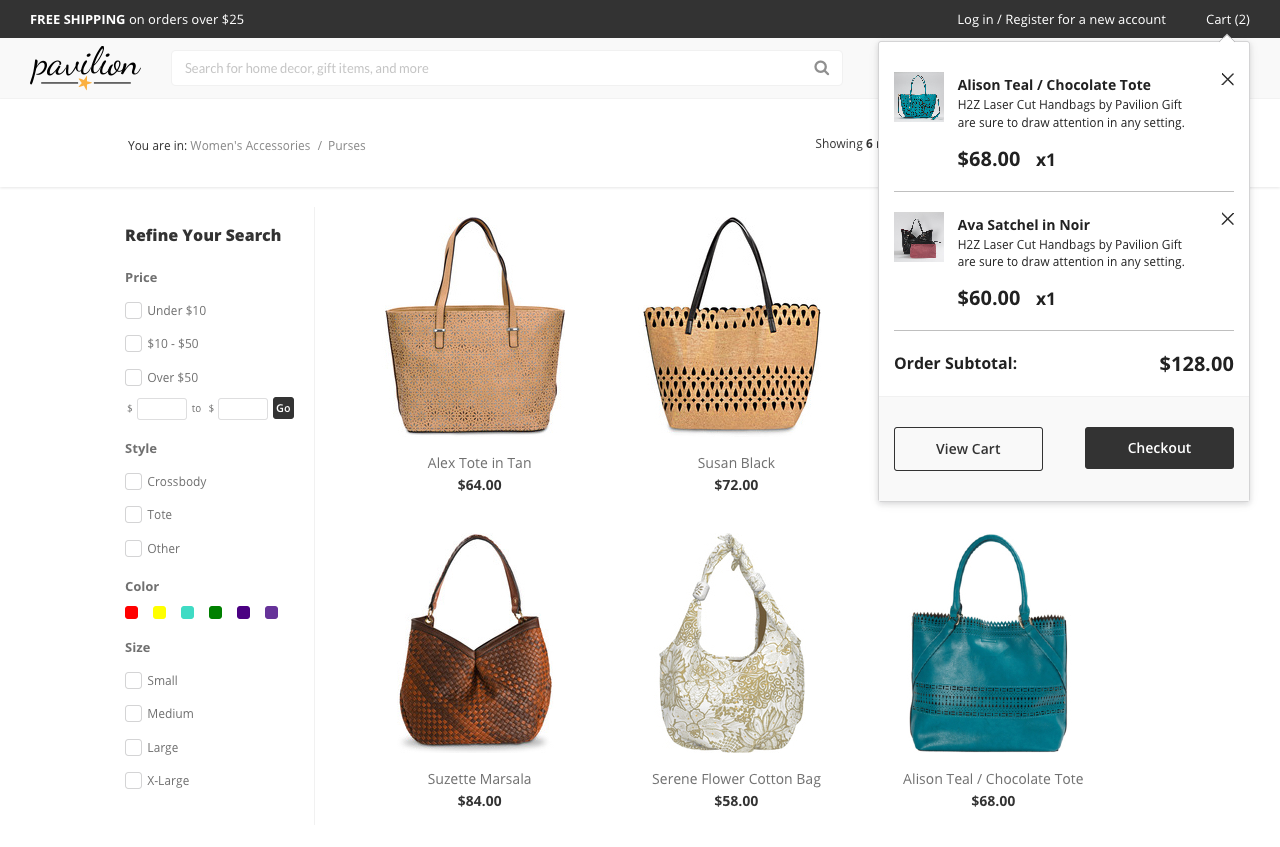 FREE SHIPPING on orders over $25
Log in / Register for a new account
Cart (2)
pavilion
Search for home decor, gift items, and more
You are in: Women's Accessories / Purses
Showing 6
Alison Teal / Chocolate Tote
H2Z Laser Cut Handbags by Pavilion Gift
are sure to draw attention in any setting.
$68.00 x1
Ava Satchel in Noir
H2Z Laser Cut Handbags by Pavilion Gift
are sure to draw attention in any setting.
$60.00 x1
Order Subtotal: $128.00
View Cart
Checkout
Refine Your Search
Price
Under $10
$10 - $50
Over $50
$ to $ Go
Style
Crossbody
Tote
Other
Color
Size
Small
Medium
Large
X-Large
Alex Tote in Tan
$64.00
Susan Black
$72.00
Suzette Marsala
$84.00
Serene Flower Cotton Bag
$58.00
Alison Teal / Chocolate Tote
$68.00